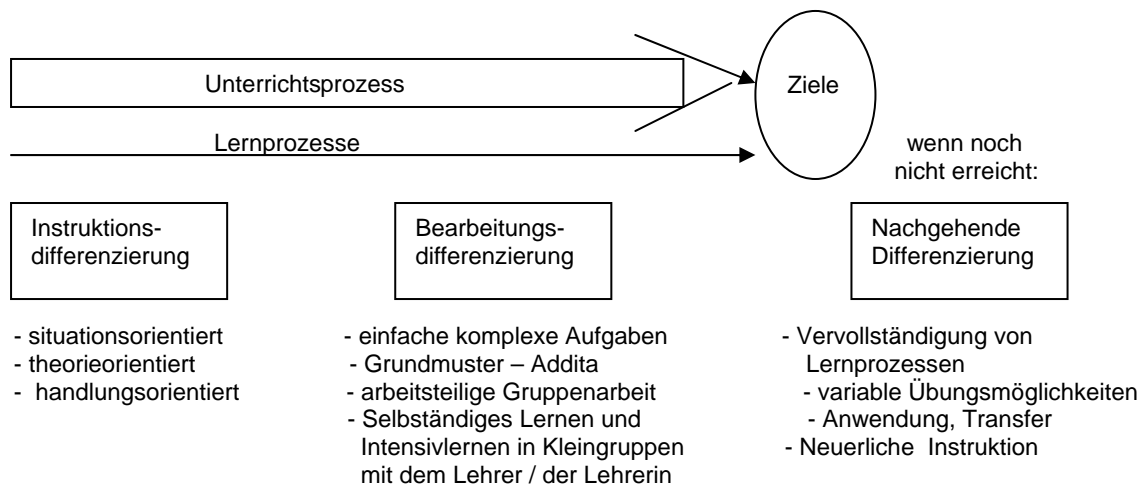 Unterrichtsprozess
Ziele
Lernprozesse
wenn noch
nicht erreicht:
Instruktions-
differenzierung
- situationsorientiert
- theorieorientiert
- handlungsorientiert
Bearbeitungs-
differenzierung
- einfache komplexe Aufgaben
- Grundmuster – Addita
- arbeitsteilige Gruppenarbeit
- Selbständiges Lernen und
Intensivlernen in Kleingruppen
mit dem Lehrer / der Lehrerin
Nachgehende
Differenzierung
- Vervollständigung von
Lernprozessen
- variable Übungsmöglichkeiten
- Anwendung, Transfer
- Neuerliche Instruktion